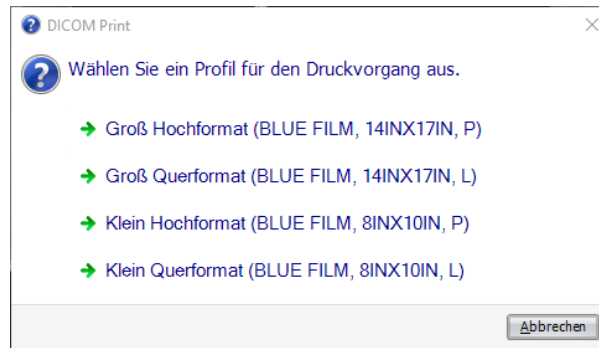 DICOM Print
Wählen Sie ein Profil für den Druckvorgang aus.
Groß Hochformat (BLUE FILM, 14INX17IN, P)
Groß Querformat (BLUE FILM, 14INX17IN, L)
Klein Hochformat (BLUE FILM, 8INX10IN, P)
Klein Querformat (BLUE FILM, 8INX10IN, L)
Abbrechen